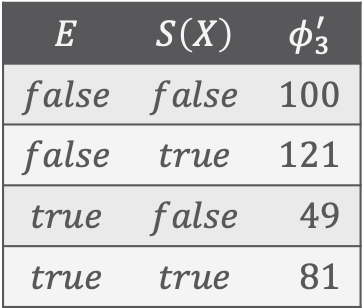 E S(X) ϕ′₃
false false 100
false true 121
true false 49
true true 81